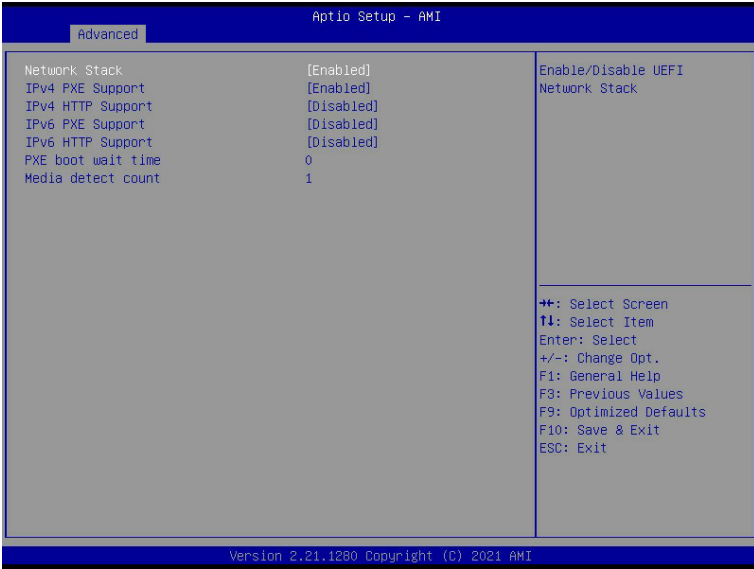 Aptio Setup – AMI
Advanced
Network Stack [Enabled]
IPv4 PXE Support [Enabled]
IPv4 HTTP Support [Disabled]
IPv6 PXE Support [Disabled]
IPv6 HTTP Support [Disabled]
PXE boot wait time 0
Media detect count 1
Enable/Disable UEFI
Network Stack
→←: Select Screen
↑↓: Select Item
Enter: Select
+/-: Change Opt.
F1: General Help
F3: Previous Values
F9: Optimized Defaults
F10: Save & Exit
ESC: Exit
Version 2.21.1280 Copyright (C) 2021 AMI